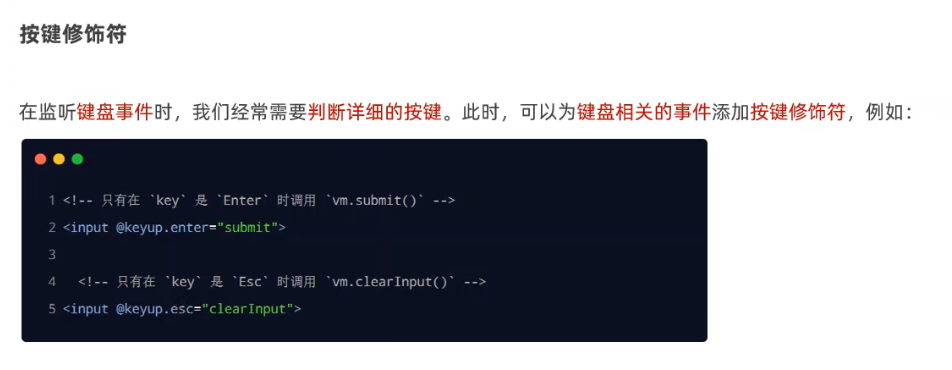 按键修饰符
在监听键盘事件时，我们经常需要判断详细的按键。此时，可以为键盘相关的事件添加按键修饰符，例如：
1 <!-- 只有在 `key` 是 `Enter` 时调用 `vm.submit()` -->
2 <input @keyup.enter="submit">
3
4   <!-- 只有在 `key` 是 `Esc` 时调用 `vm.clearInput()` -->
5 <input @keyup.esc="clearInput">